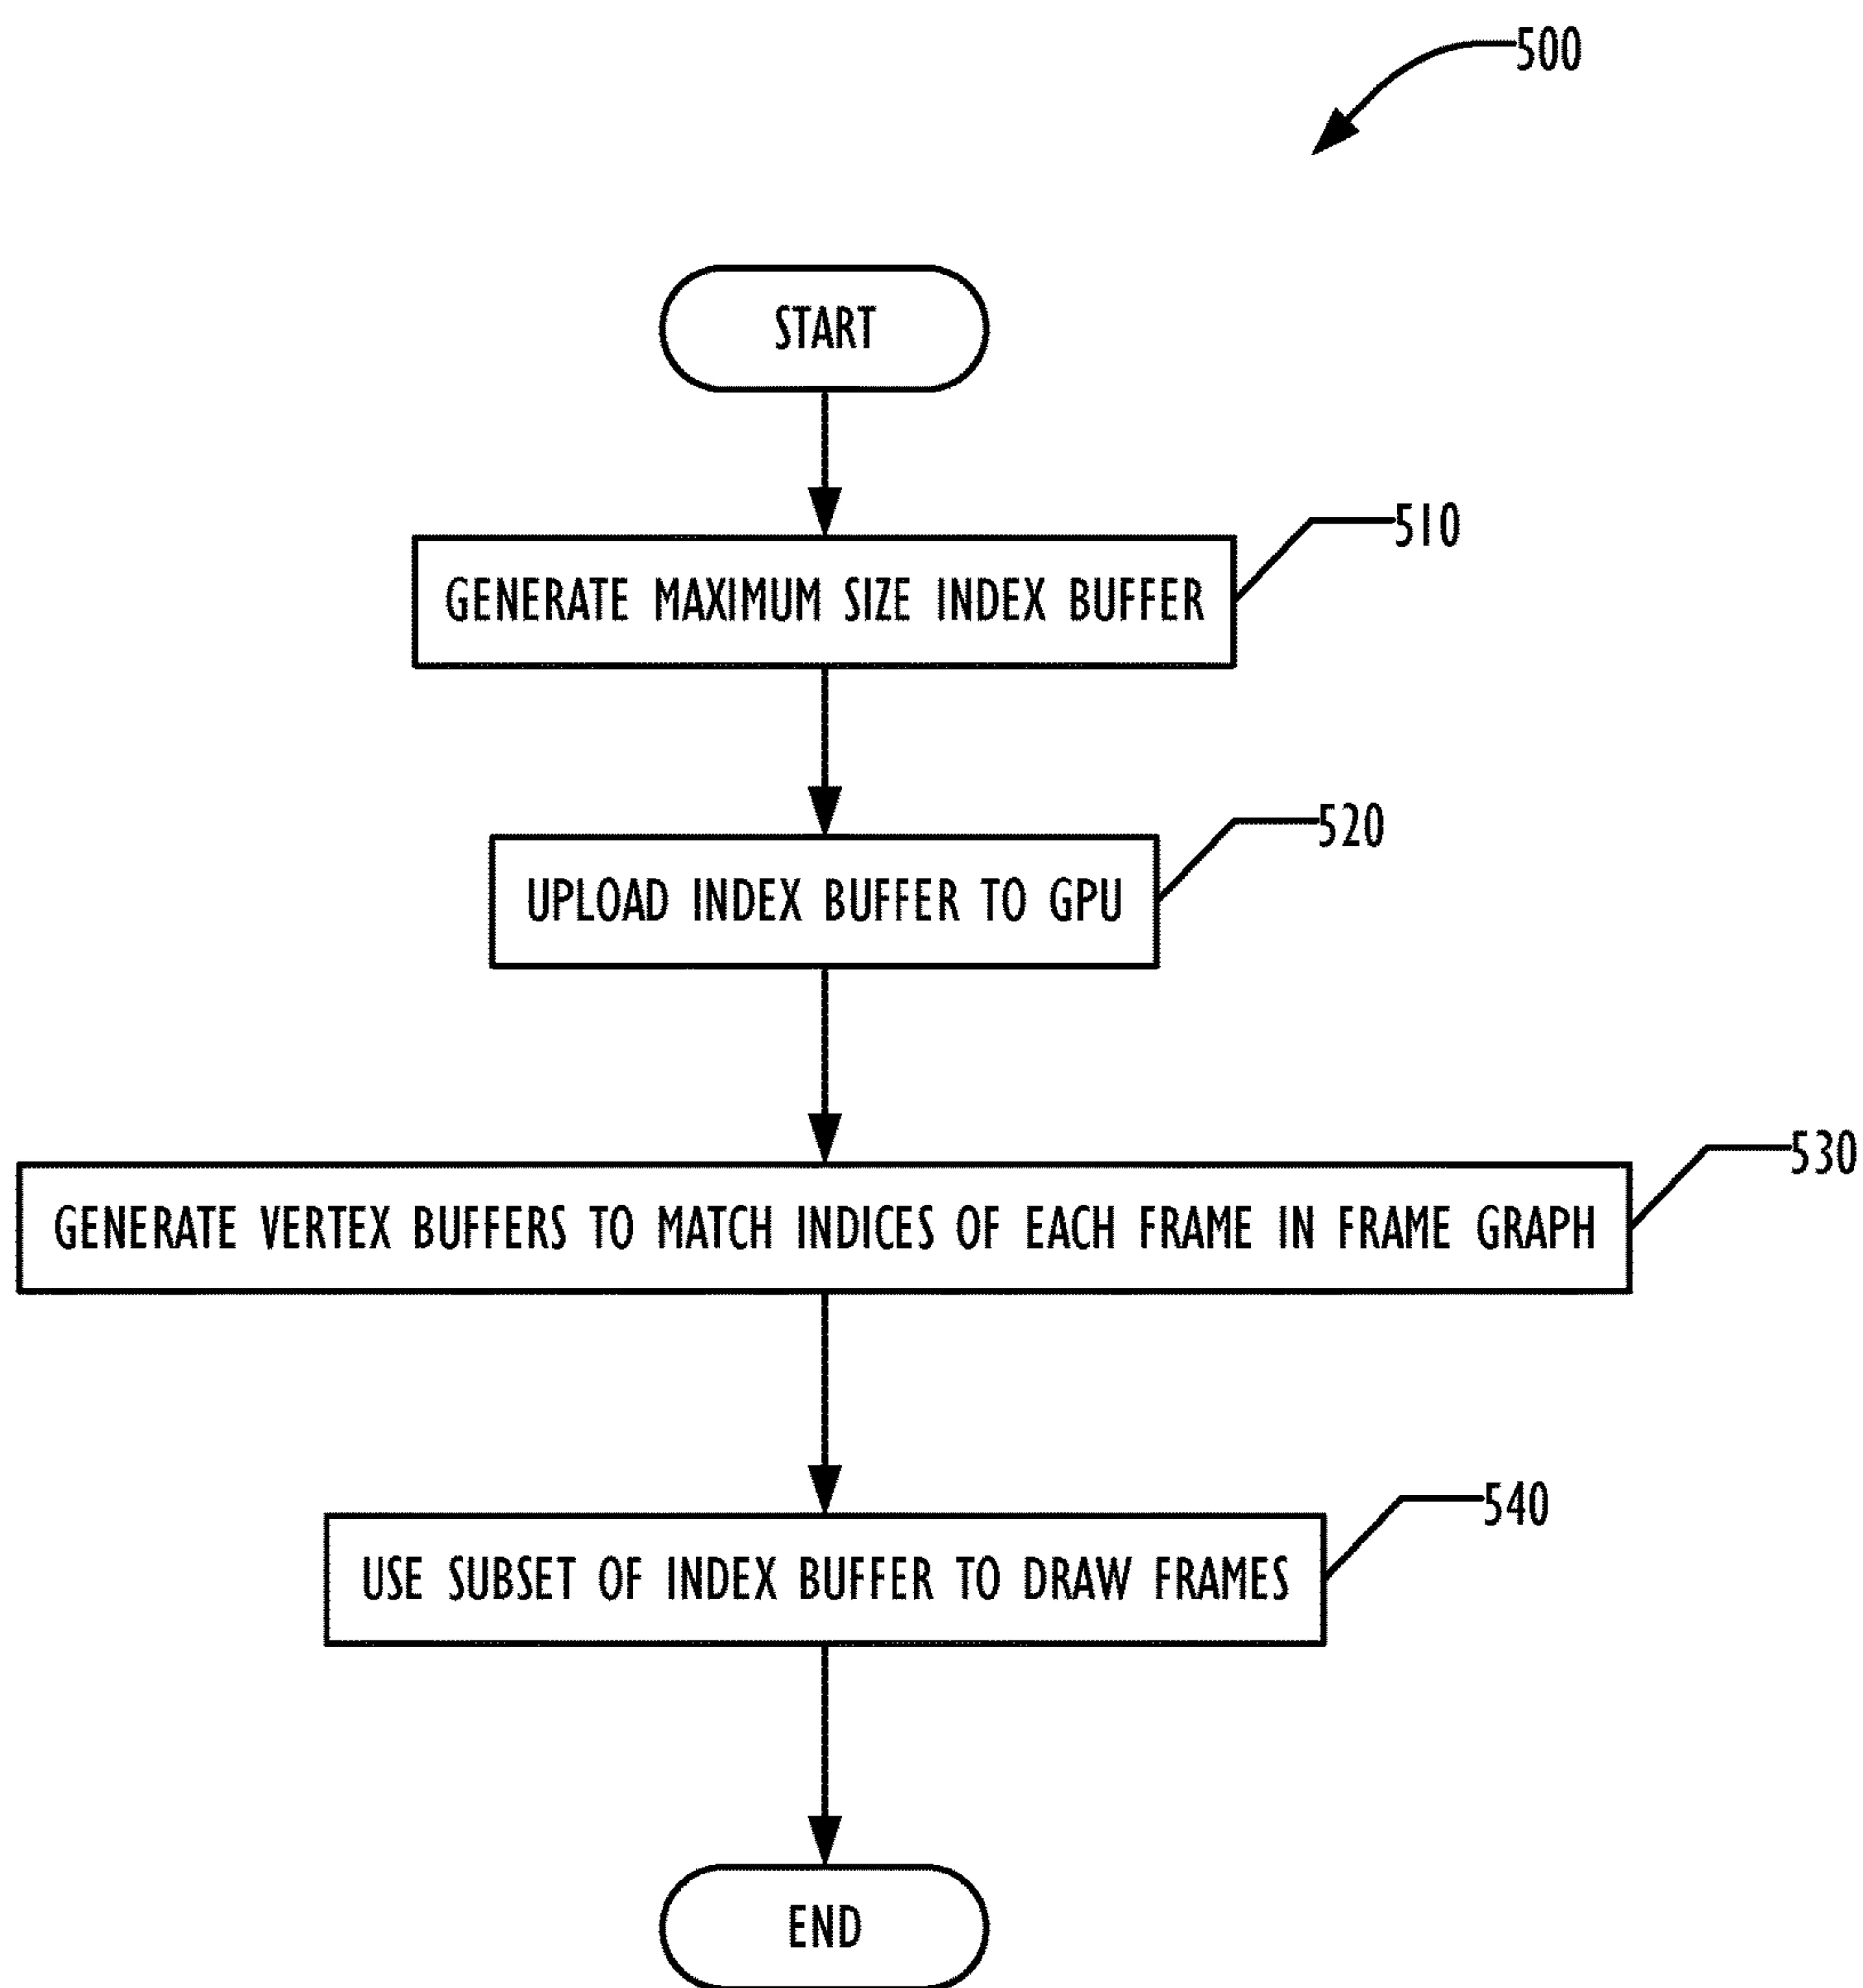 500
START
510
GENERATE MAXIMUM SIZE INDEX BUFFER
520
UPLOAD INDEX BUFFER TO GPU
530
GENERATE VERTEX BUFFERS TO MATCH INDICES OF EACH FRAME IN FRAME GRAPH
540
USE SUBSET OF INDEX BUFFER TO DRAW FRAMES
END